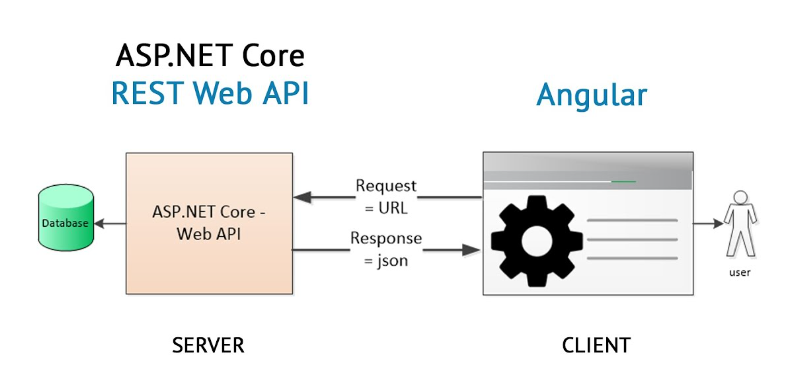 ASP.NET Core
REST Web API
Angular
Database
ASP.NET Core -
Web API
Request
= URL
Response
= json
user
SERVER
CLIENT